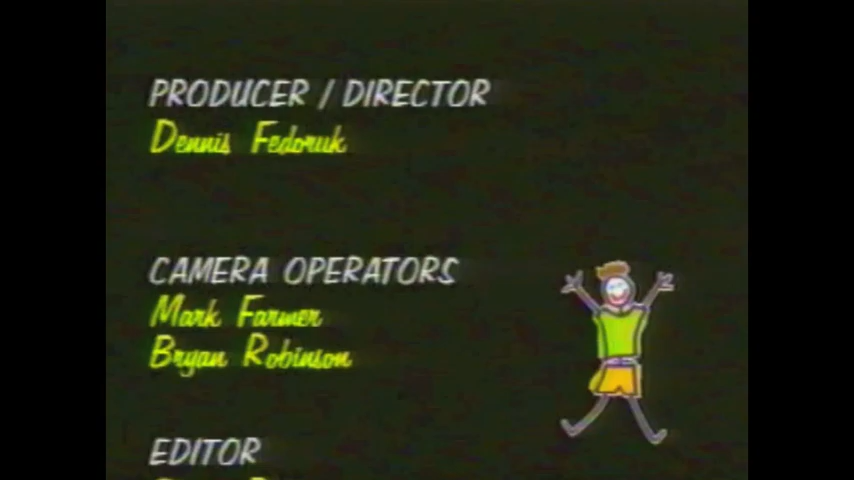 PRODUCER / DIRECTOR
Dennis Fedoruk
CAMERA OPERATORS
Mark Farmer
Bryan Robinson
EDITOR